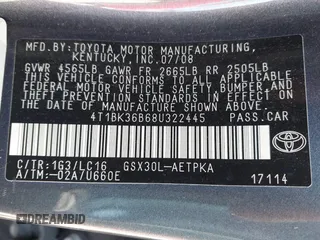 MFD.BY:TOYOTA MOTOR MANUFACTURING,
KENTUCKY,INC.07/08
GVWR 4565LB GAWR FR 2665LB RR 2505LB
THIS VEHICLE CONFORMS TO ALL APPLICABLE
FEDERAL MOTOR VEHICLE SAFETY, BUMPER, AND
THEFT PREVENTION STANDARDS IN EFFECT ON
THE DATE OF MANUFACTURE SHOWN ABOVE.
4T1BK36B68U322445 PASS.CAR
C/TR:1G3/LC16 GSX30L-AETPKA
A/TM:-02A/U660E
17114
TOYOTA
DREAMBID